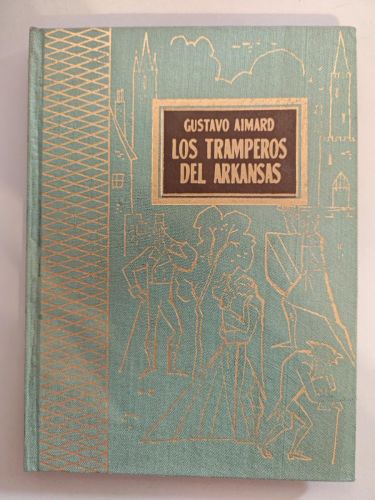 GUSTAVO AIMARD
LOS TRAMPEROS
DEL ARKANSAS